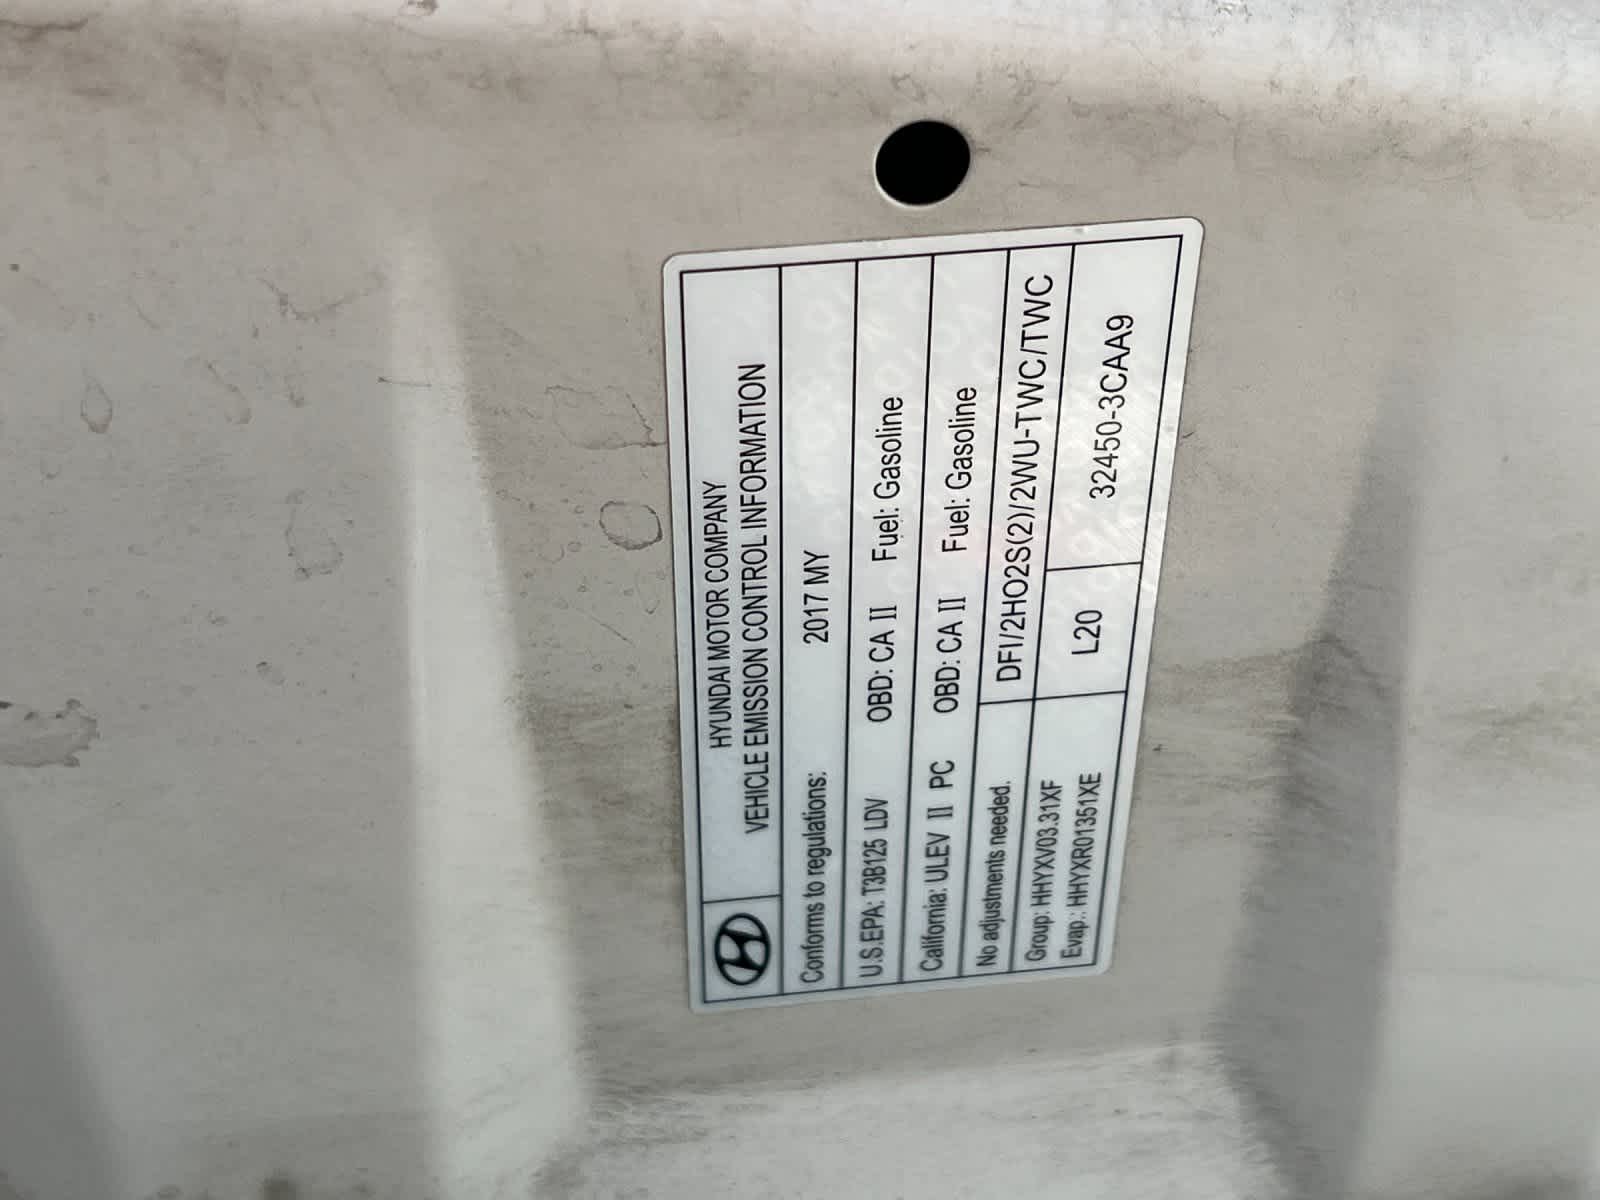 HYUNDAI MOTOR COMPANY
VEHICLE EMISSION CONTROL INFORMATION
Conforms to regulations: 2017 MY
U.S.EPA: T3B125 LDV OBD: CA II Fuel: Gasoline
California: ULEV II PC OBD: CA II Fuel: Gasoline
No adjustments needed. DFI/2HO2S(2)/2WU-TWC/TWC
Group: HHYXV03.31XF
Evap.: HHYXR01351XE
L20
32450-3CAA9